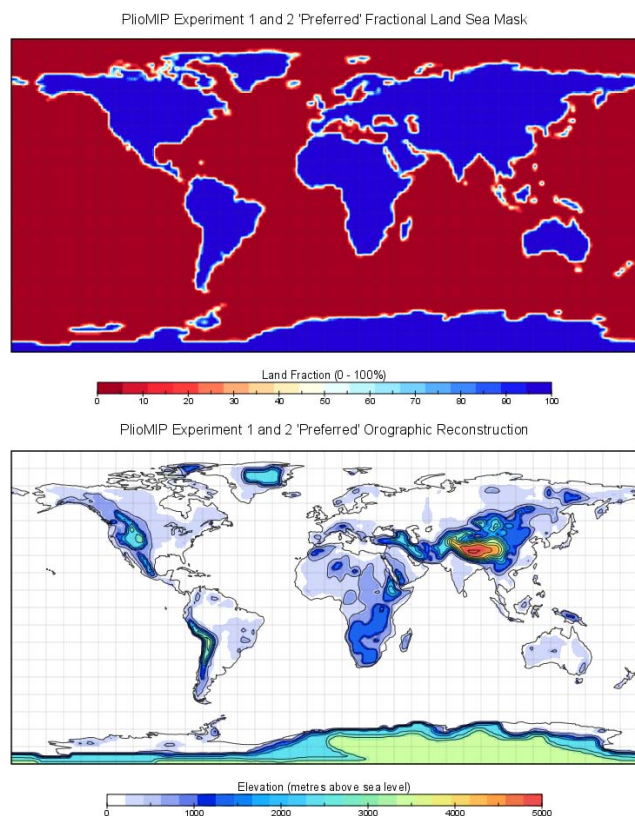 PlioMIP Experiment 1 and 2 'Preferred' Fractional Land Sea Mask
Land Fraction (0 - 100%)
0 10 20 30 40 50 60 70 80 90 100
PlioMIP Experiment 1 and 2 'Preferred' Orographic Reconstruction
Elevation (metres above sea level)
0 1000 2000 3000 4000 5000